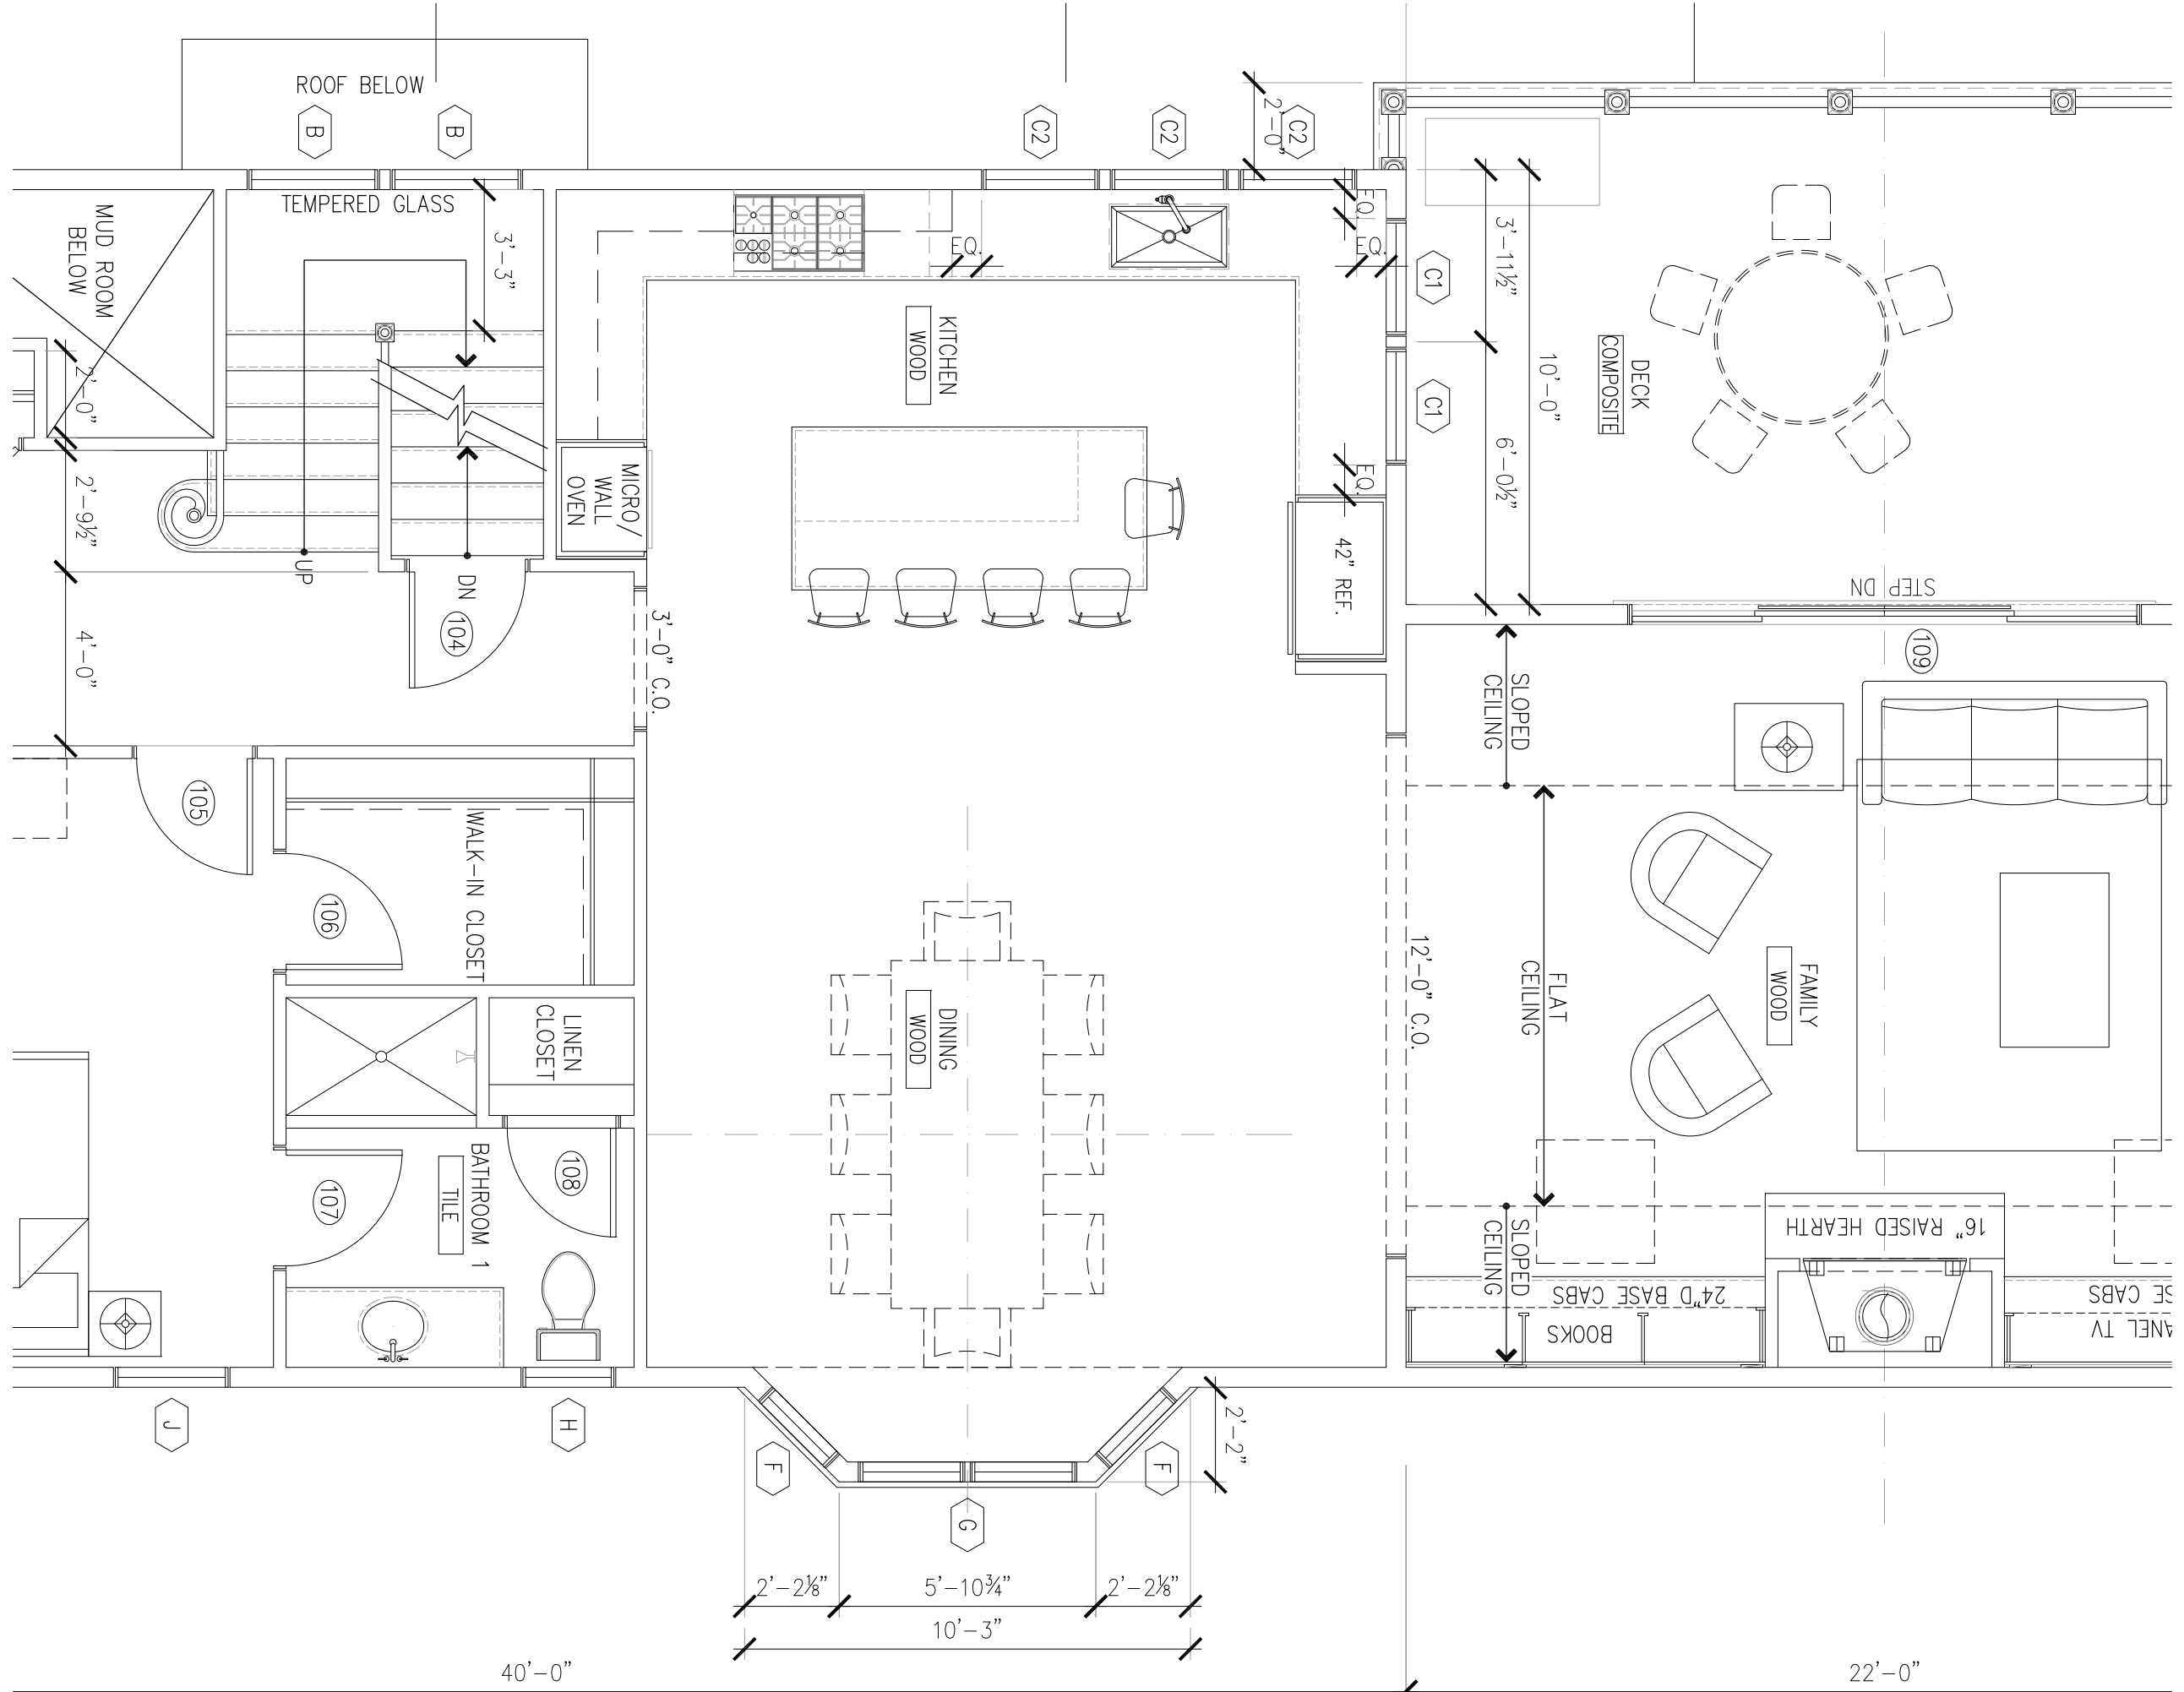 ROOF BELOW
B
B
C2
C2
C2
2'-0"
TEMPERED GLASS
MUD ROOM
BELOW
3'-3"
EQ.
EQ.
EQ.
EQ.
C1
C1
3'-11½"
6'-0½"
10'-0"
DECK
COMPOSITE
KITCHEN
WOOD
MICRO/
WALL
OVEN
42" REF.
2'-0"
2'-9½"
4'-0"
UP
DN
104
3'-0" C.O.
STEP DN
109
SLOPED
CEILING
105
106
WALK-IN CLOSET
LINEN
CLOSET
DINING
WOOD
12'-0" C.O.
FLAT
CEILING
FAMILY
WOOD
107
BATHROOM 1
TILE
108
SLOPED
CEILING
16" RAISED HEARTH
24"D BASE CABS
BOOKS
SE CABS
ANEL TV
J
H
F
F
G
2'-2"
2'-2⅛"
5'-10¾"
2'-2⅛"
10'-3"
40'-0"
22'-0"